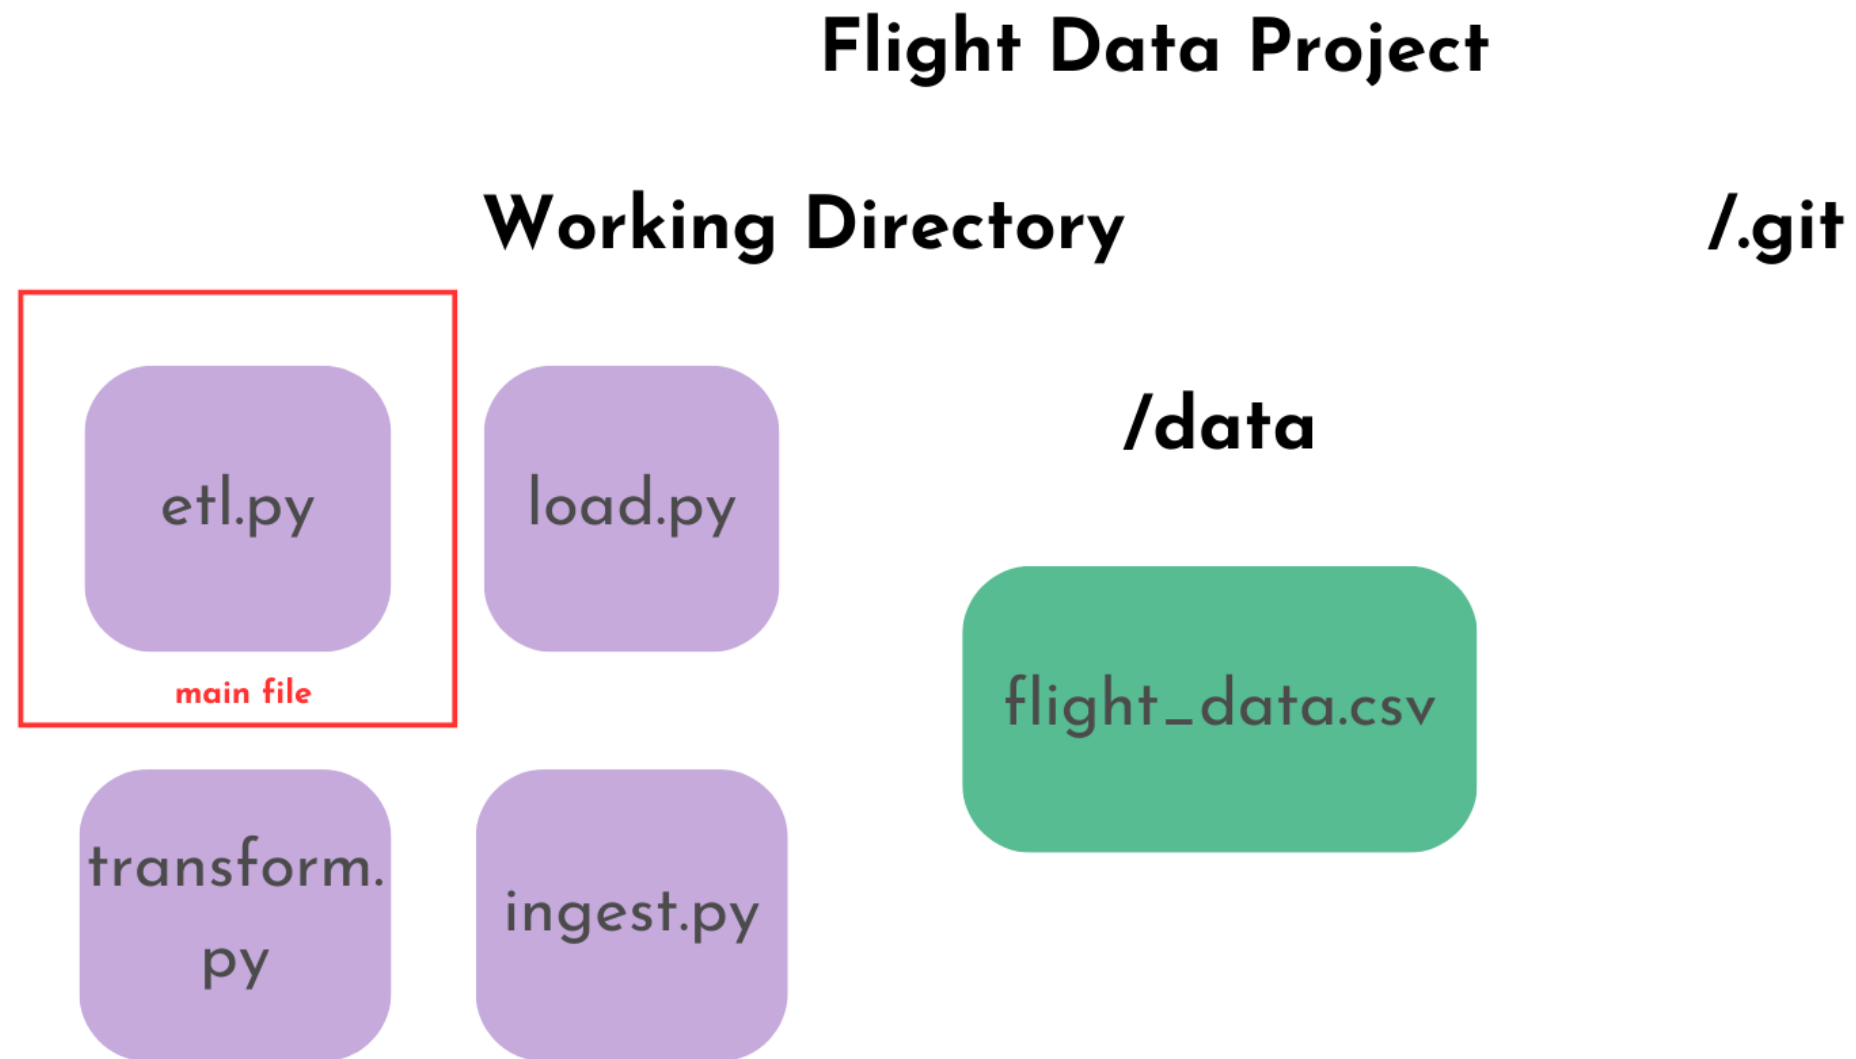 Flight Data Project
Working Directory
/.git
etl.py
load.py
/data
main file
flight_data.csv
transform.
py
ingest.py